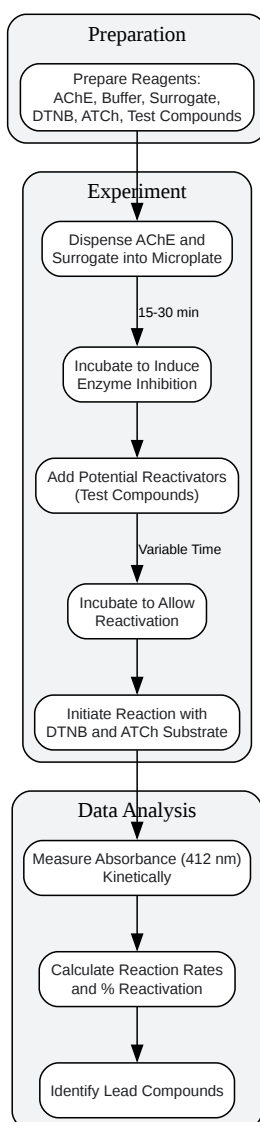 Preparation
Prepare Reagents:
AChE, Buffer, Surrogate,
DTNB, ATCh, Test Compounds
Experiment
Dispense AChE and
Surrogate into Microplate
15-30 min
Incubate to Induce
Enzyme Inhibition
Add Potential Reactivators
(Test Compounds)
Variable Time
Incubate to Allow
Reactivation
Initiate Reaction with
DTNB and ATCh Substrate
Data Analysis
Measure Absorbance (412 nm)
Kinetically
Calculate Reaction Rates
and % Reactivation
Identify Lead Compounds